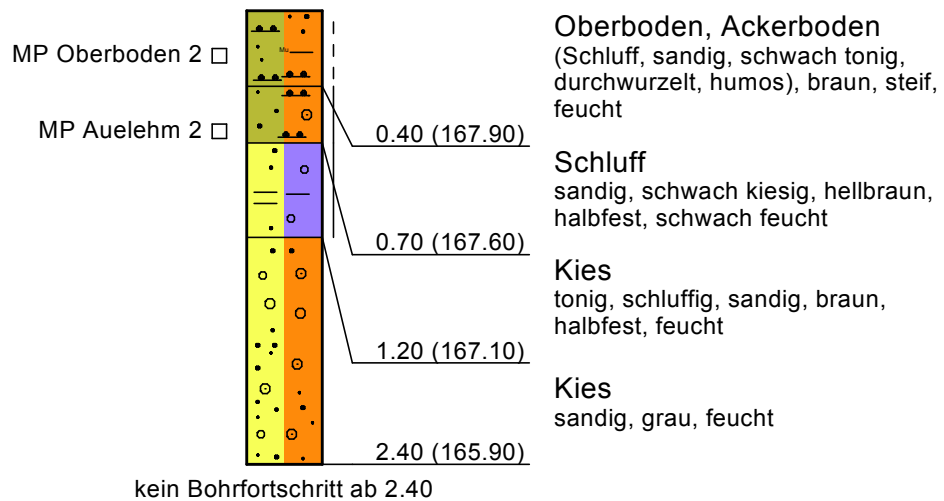 Oberboden, Ackerboden
(Schluff, sandig, schwach tonig,
durchwurzelt, humos), braun, steif,
feucht
MP Oberboden 2
Mu
MP Auelehm 2
0.40 (167.90)
Schluff
sandig, schwach kiesig, hellbraun,
halbfest, schwach feucht
0.70 (167.60)
Kies
tonig, schluffig, sandig, braun,
halbfest, feucht
1.20 (167.10)
Kies
sandig, grau, feucht
2.40 (165.90)
kein Bohrfortschritt ab 2.40